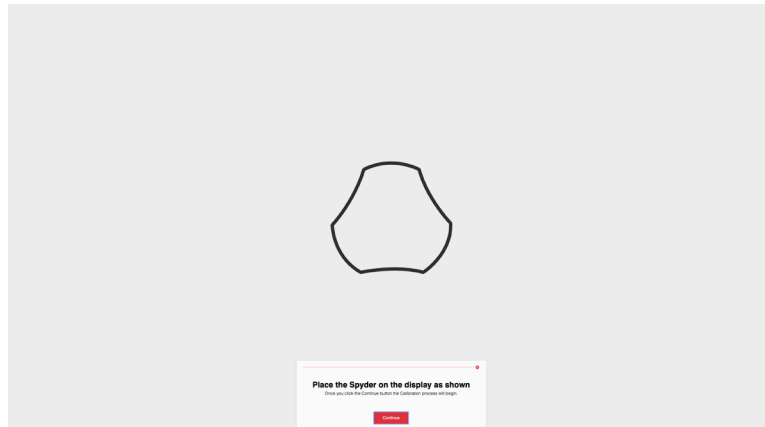 Place the Spyder on the display as shown
Once you click the Continue button the Calibration process will begin.
Continue